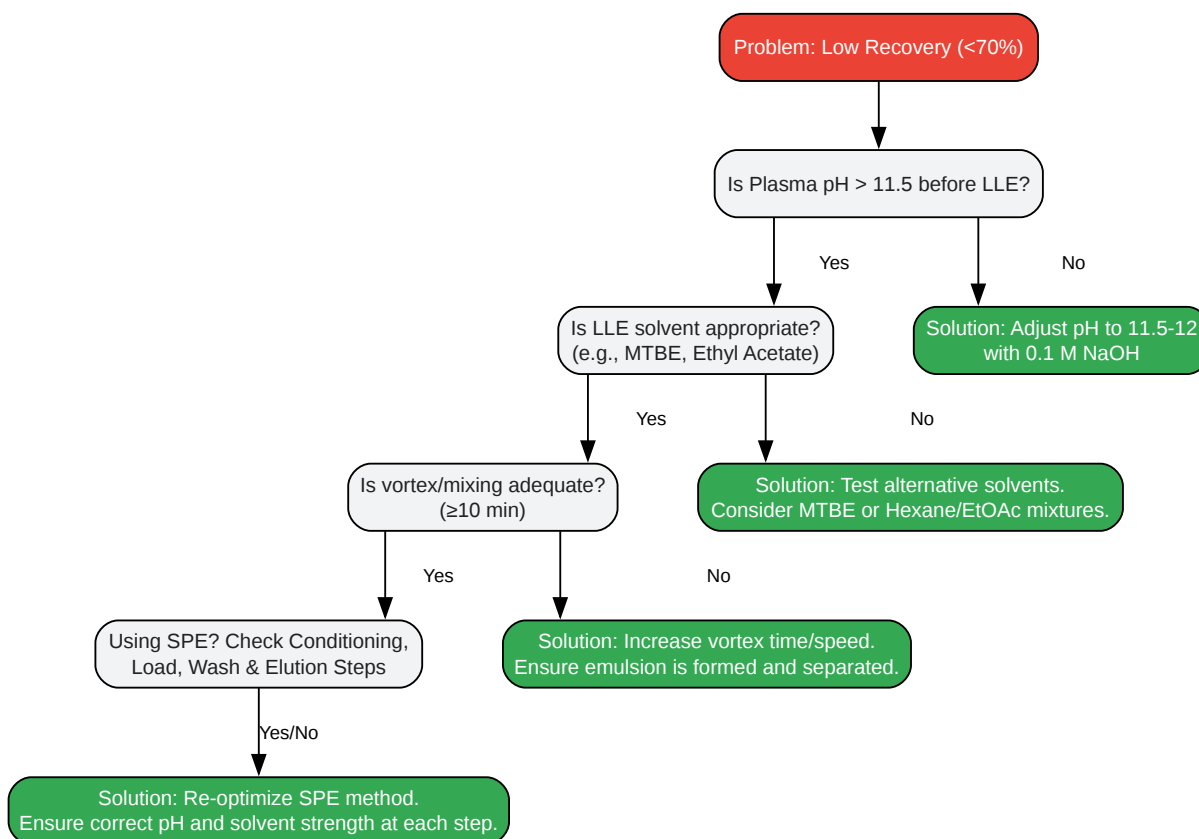 Problem: Low Recovery (<70%)
Is Plasma pH > 11.5 before LLE?
Yes
No
Is LLE solvent appropriate?
(e.g., MTBE, Ethyl Acetate)
Solution: Adjust pH to 11.5-12
with 0.1 M NaOH
Yes
No
Is vortex/mixing adequate?
(≥10 min)
Solution: Test alternative solvents.
Consider MTBE or Hexane/EtOAc mixtures.
Yes
No
Using SPE? Check Conditioning,
Load, Wash & Elution Steps
Solution: Increase vortex time/speed.
Ensure emulsion is formed and separated.
Yes/No
Solution: Re-optimize SPE method.
Ensure correct pH and solvent strength at each step.